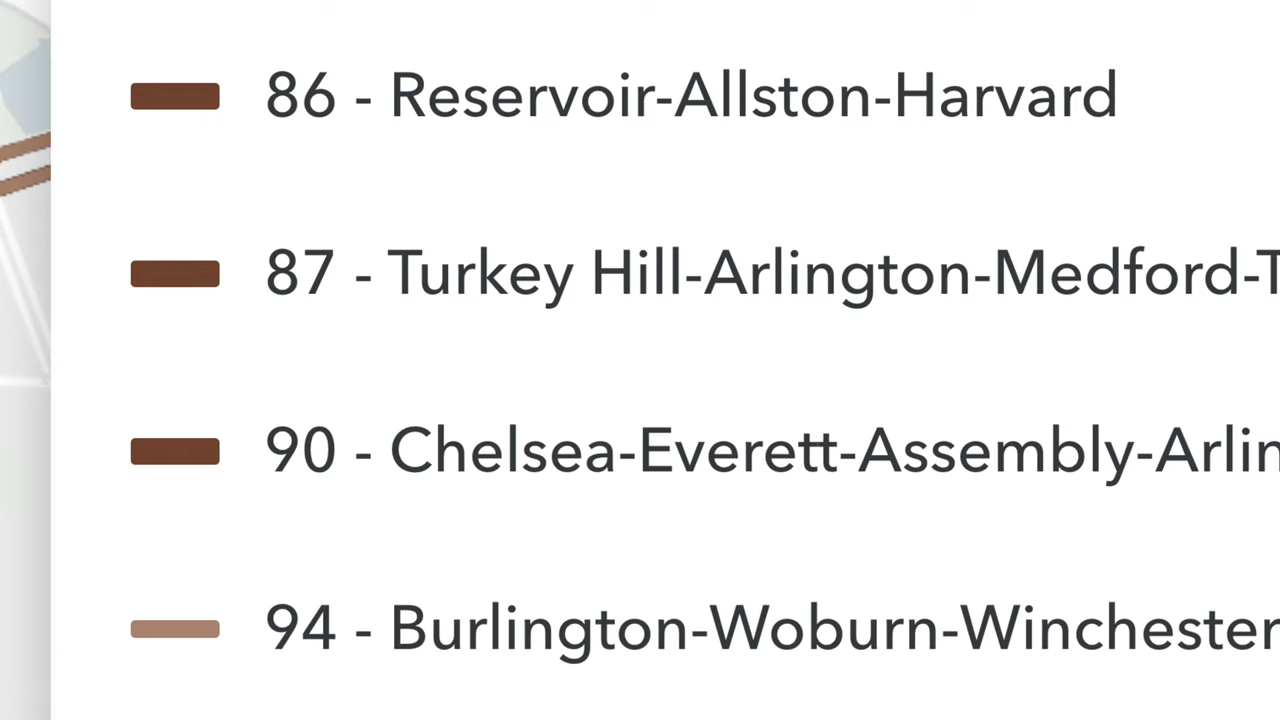 86 - Reservoir-Allston-Harvard
87 - Turkey Hill-Arlington-Medford-
90 - Chelsea-Everett-Assembly-
94 - Burlington-Woburn-Winchester